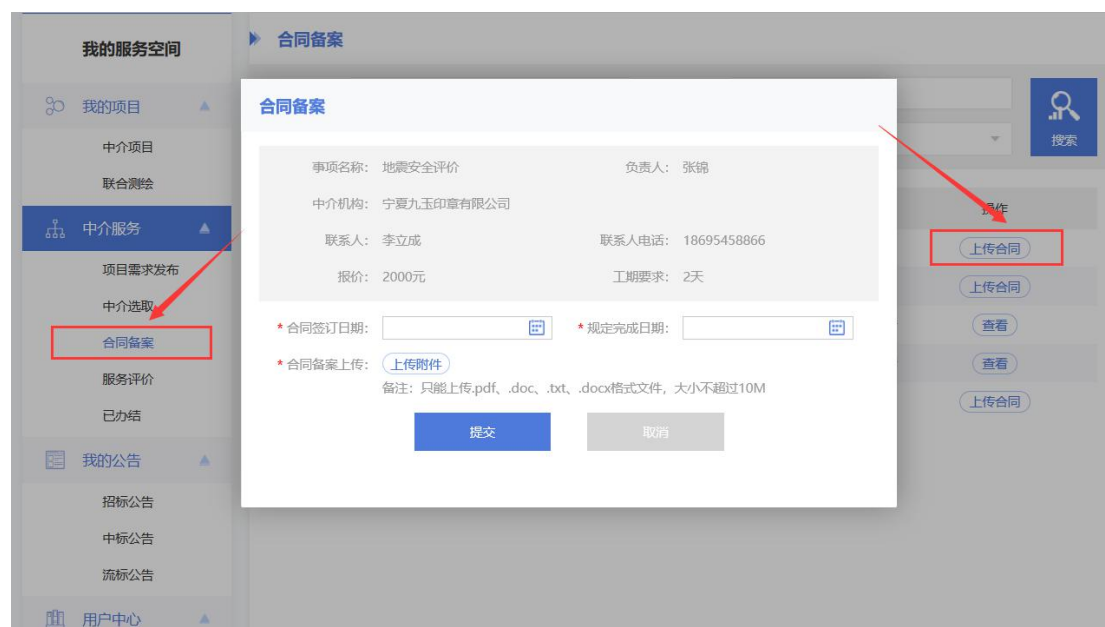 我的服务空间
合同备案
我的项目
中介项目
联合测绘
中介服务
项目需求发布
中介选取
合同备案
服务评价
已办结
我的公告
招标公告
中标公告
流标公告
用户中心
搜索
操作
上传合同
上传合同
查看
查看
上传合同
合同备案
事项名称: 地震安全评价 负责人: 张锦
中介机构: 宁夏九玉印章有限公司
联系人: 李立成 联系人电话: 18695458866
报价: 2000元 工期要求: 2天
* 合同签订日期: * 规定完成日期:
* 合同备案上传: 上传附件
备注：只能上传.pdf、.doc、.txt、.docx格式文件，大小不超过10M
提交 取消